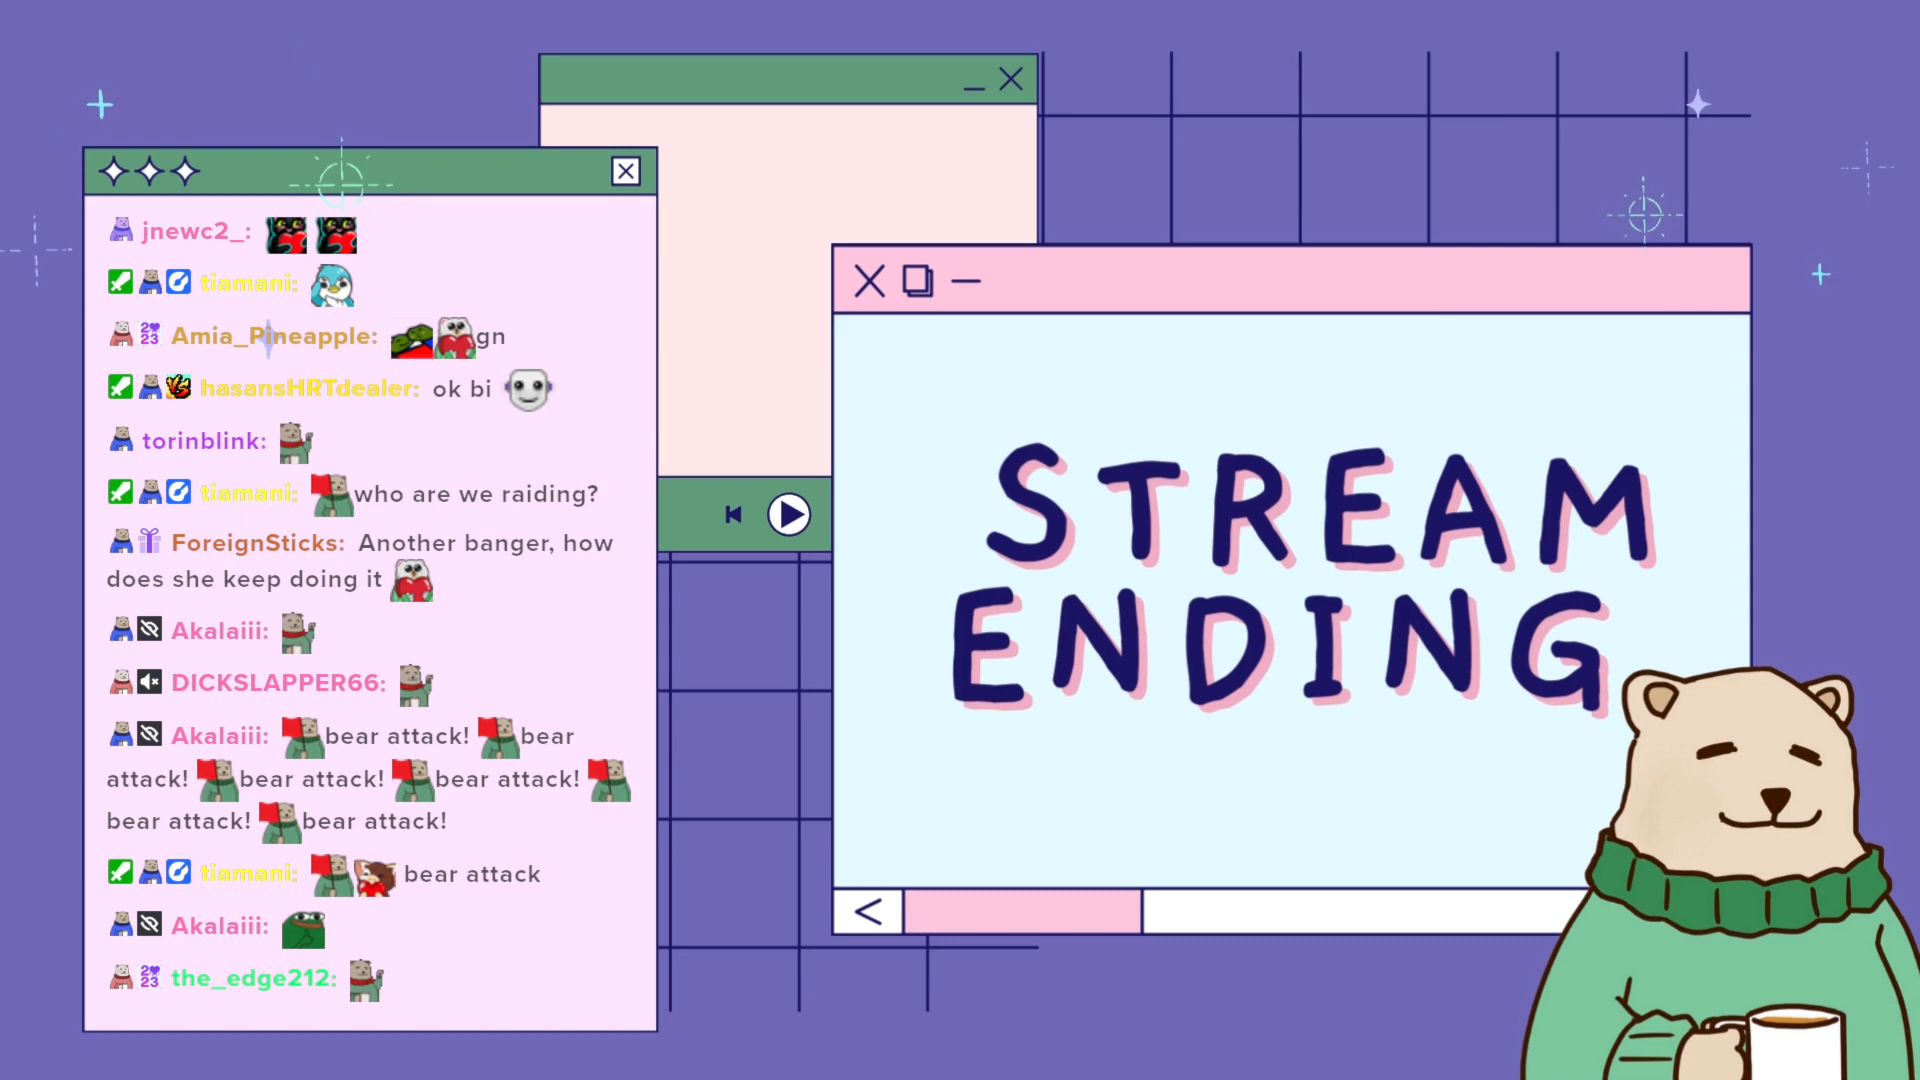 jnewc2_:
tiamani:
2023 Amia_Pineapple: gn
hasansHRTdealer: ok bi
torinblink:
tiamani: who are we raiding?
ForeignSticks: Another banger, how
does she keep doing it
Akalaiii:
DICKSLAPPER66:
Akalaiii: bear attack! bear
attack! bear attack! bear attack!
bear attack! bear attack!
tiamani: bear attack
Akalaiii:
2023 the_edge212:
STREAM
ENDING